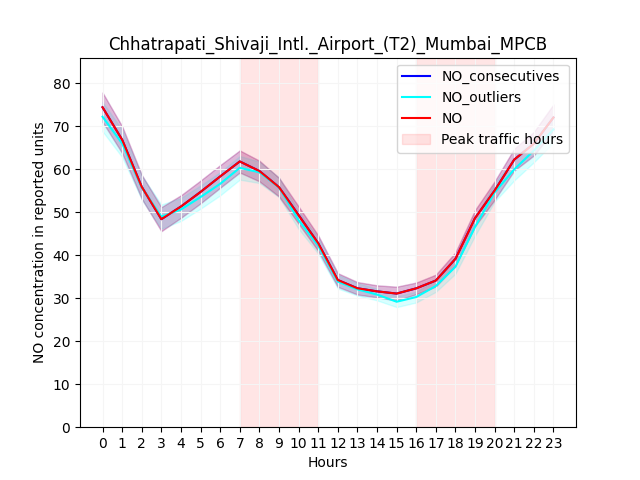 Chhatrapati_Shivaji_Intl._Airport_(T2)_Mumbai_MPCB
NO_consecutives
NO_outliers
NO
Peak traffic hours
NO concentration in reported units
80
70
60
50
40
30
20
10
0
0 1 2 3 4 5 6 7 8 9 10 11 12 13 14 15 16 17 18 19 20 21 22 23
Hours